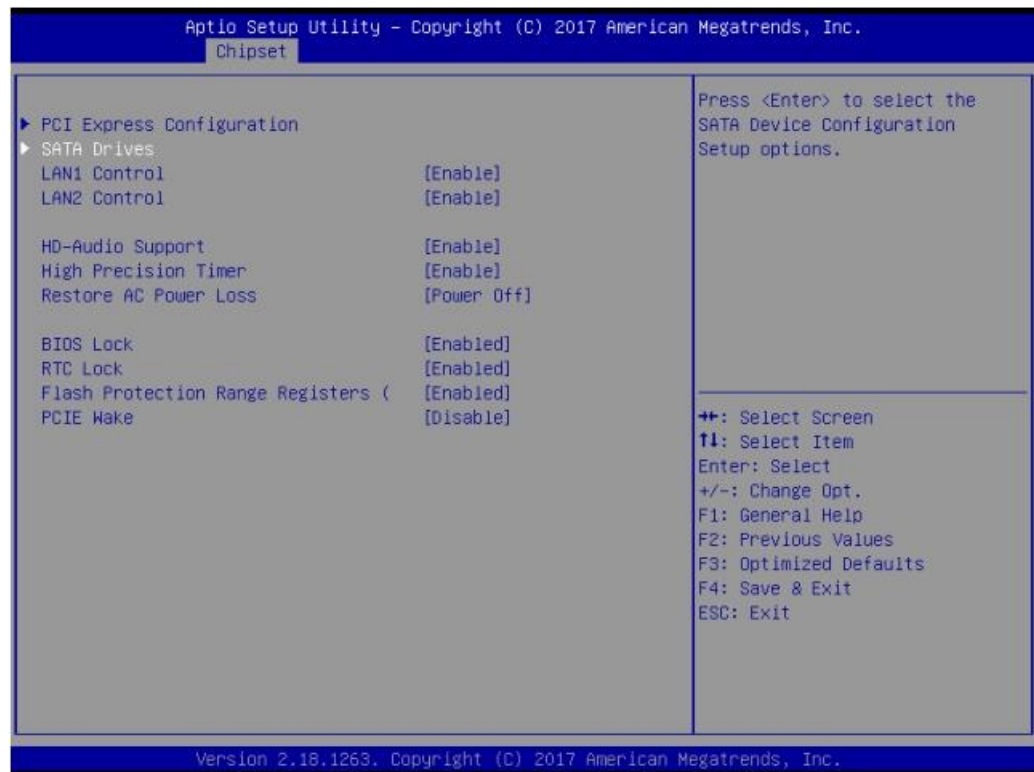 Aptio Setup Utility – Copyright (C) 2017 American Megatrends, Inc.
Chipset
PCI Express Configuration
SATA Drives
LAN1 Control [Enable]
LAN2 Control [Enable]
HD-Audio Support [Enable]
High Precision Timer [Enable]
Restore AC Power Loss [Power Off]
BIOS Lock [Enabled]
RTC Lock [Enabled]
Flash Protection Range Registers ( [Enabled]
PCIE Wake [Disable]
Press <Enter> to select the
SATA Device Configuration
Setup options.
→←: Select Screen
↑↓: Select Item
Enter: Select
+/-: Change Opt.
F1: General Help
F2: Previous Values
F3: Optimized Defaults
F4: Save & Exit
ESC: Exit
Version 2.18.1263. Copyright (C) 2017 American Megatrends, Inc.